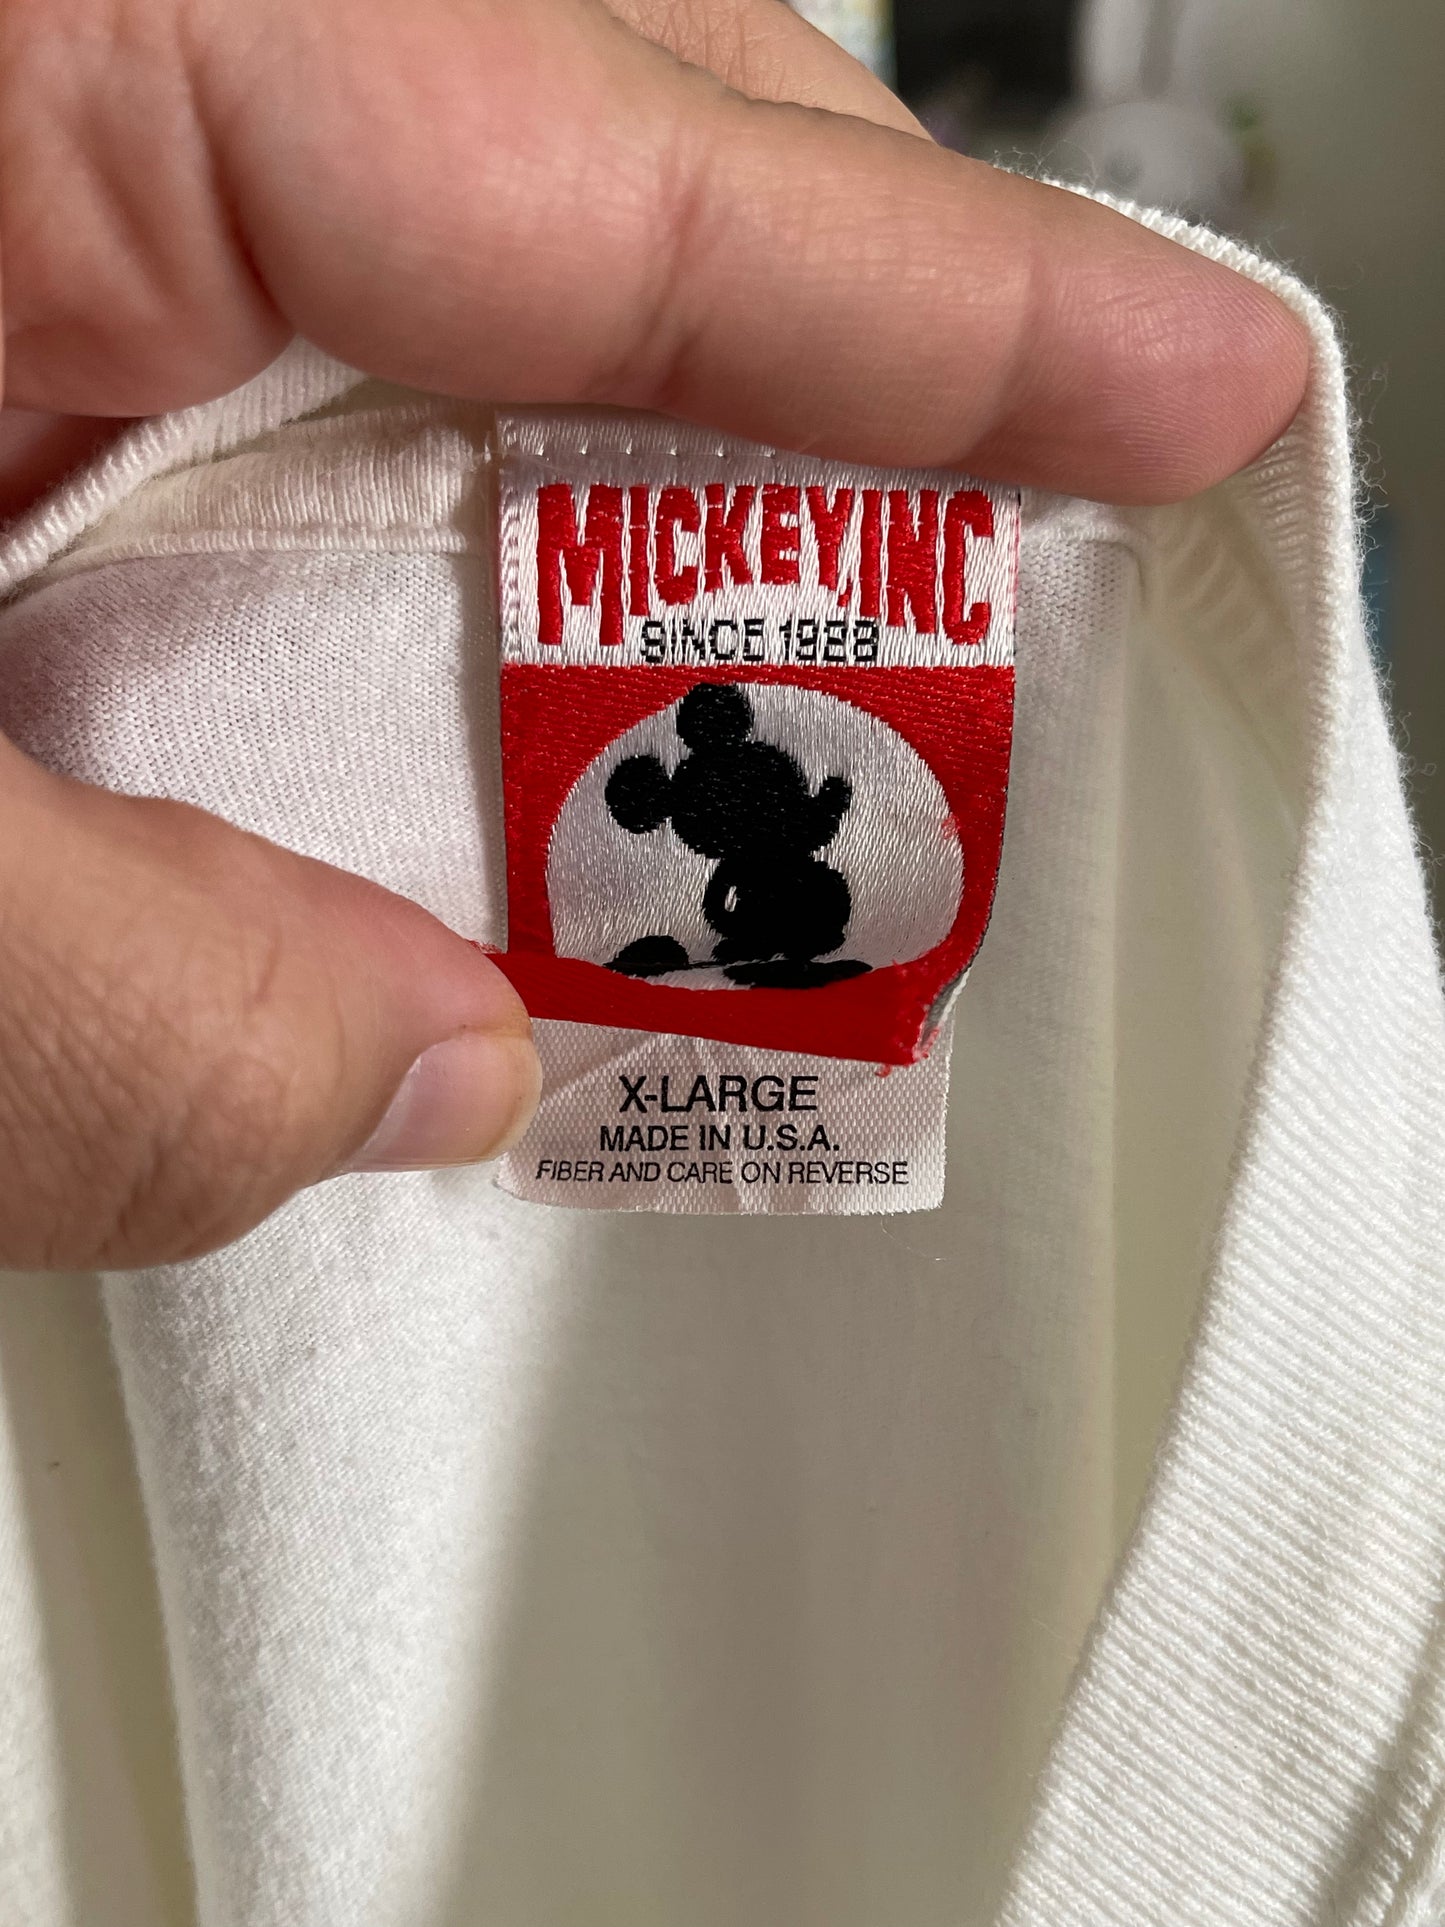 MICKEY, INC
SINCE 1928
X-LARGE
MADE IN U.S.A.
FIBER AND CARE ON REVERSE